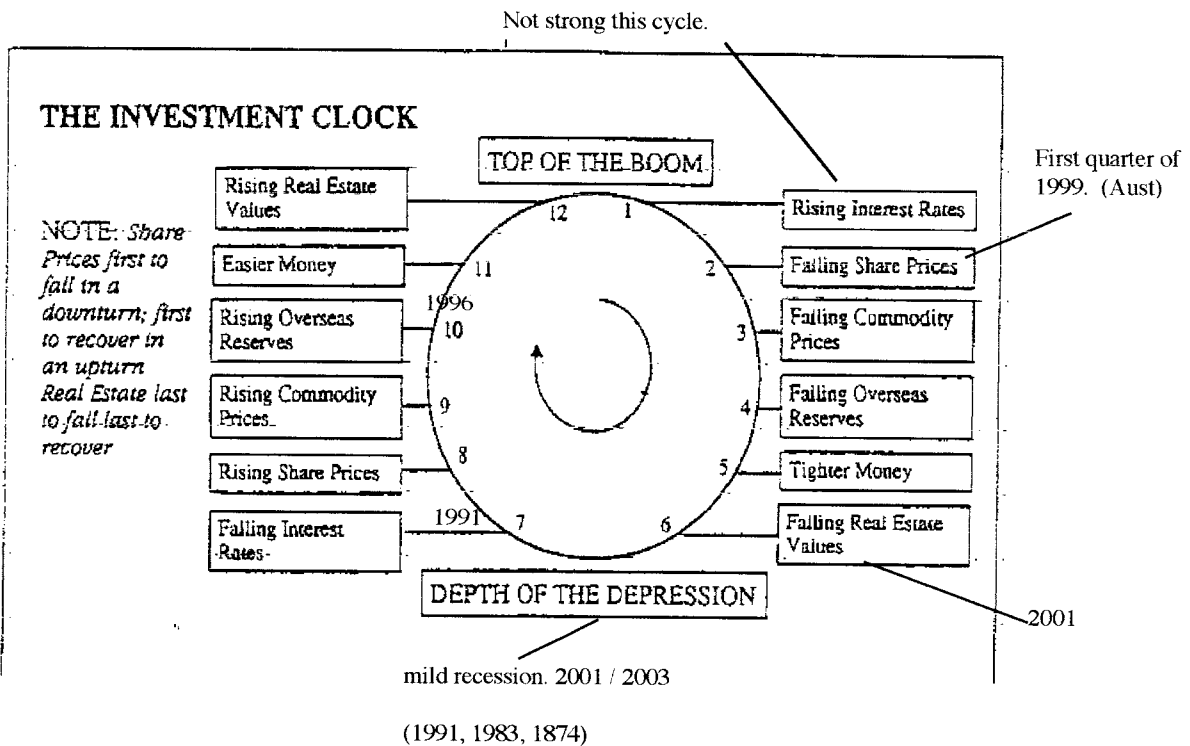 Not strong this cycle.
THE INVESTMENT CLOCK
TOP OF THE BOOM
First quarter of
1999. (Aust)
NOTE: Share
Prices first to
fall in a
downturn; first
to recover in
an upturn
Real Estate last
to fall last to
recover
Rising Real Estate
Values
Easier Money
Rising Overseas
Reserves
Rising Commodity
Prices
Rising Share Prices
Falling Interest
Rates
12
1
11
2
1996
10
3
9
4
8
5
1991
7
6
Rising Interest Rates
Falling Share Prices
Falling Commodity
Prices
Falling Overseas
Reserves
Tighter Money
Falling Real Estate
Values
DEPTH OF THE DEPRESSION
2001
mild recession. 2001 / 2003
(1991, 1983, 1874)